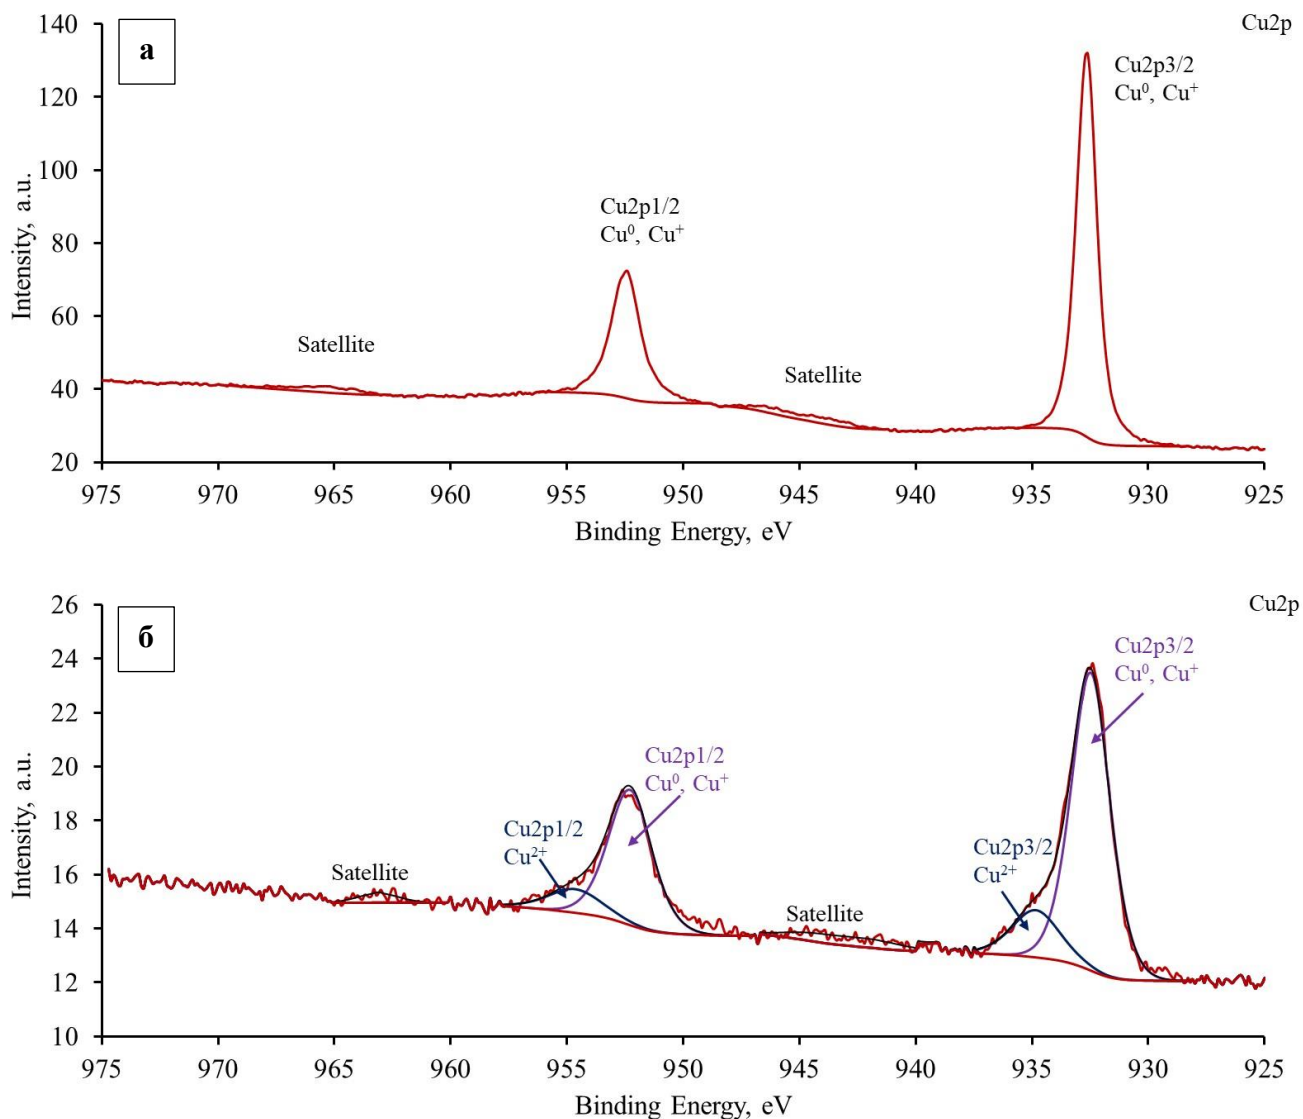 Cu2p
а
Cu2p3/2
Cu⁰, Cu⁺
Cu2p1/2
Cu⁰, Cu⁺
Satellite
Satellite
Intensity, a.u.
140
120
100
80
60
40
20
975 970 965 960 955 950 945 940 935 930 925
Binding Energy, eV
Cu2p
б
Cu2p3/2
Cu⁰, Cu⁺
Cu2p1/2
Cu⁰, Cu⁺
Cu2p1/2
Cu²⁺
Cu2p3/2
Cu²⁺
Satellite
Satellite
Intensity, a.u.
26
24
22
20
18
16
14
12
10
975 970 965 960 955 950 945 940 935 930 925
Binding Energy, eV